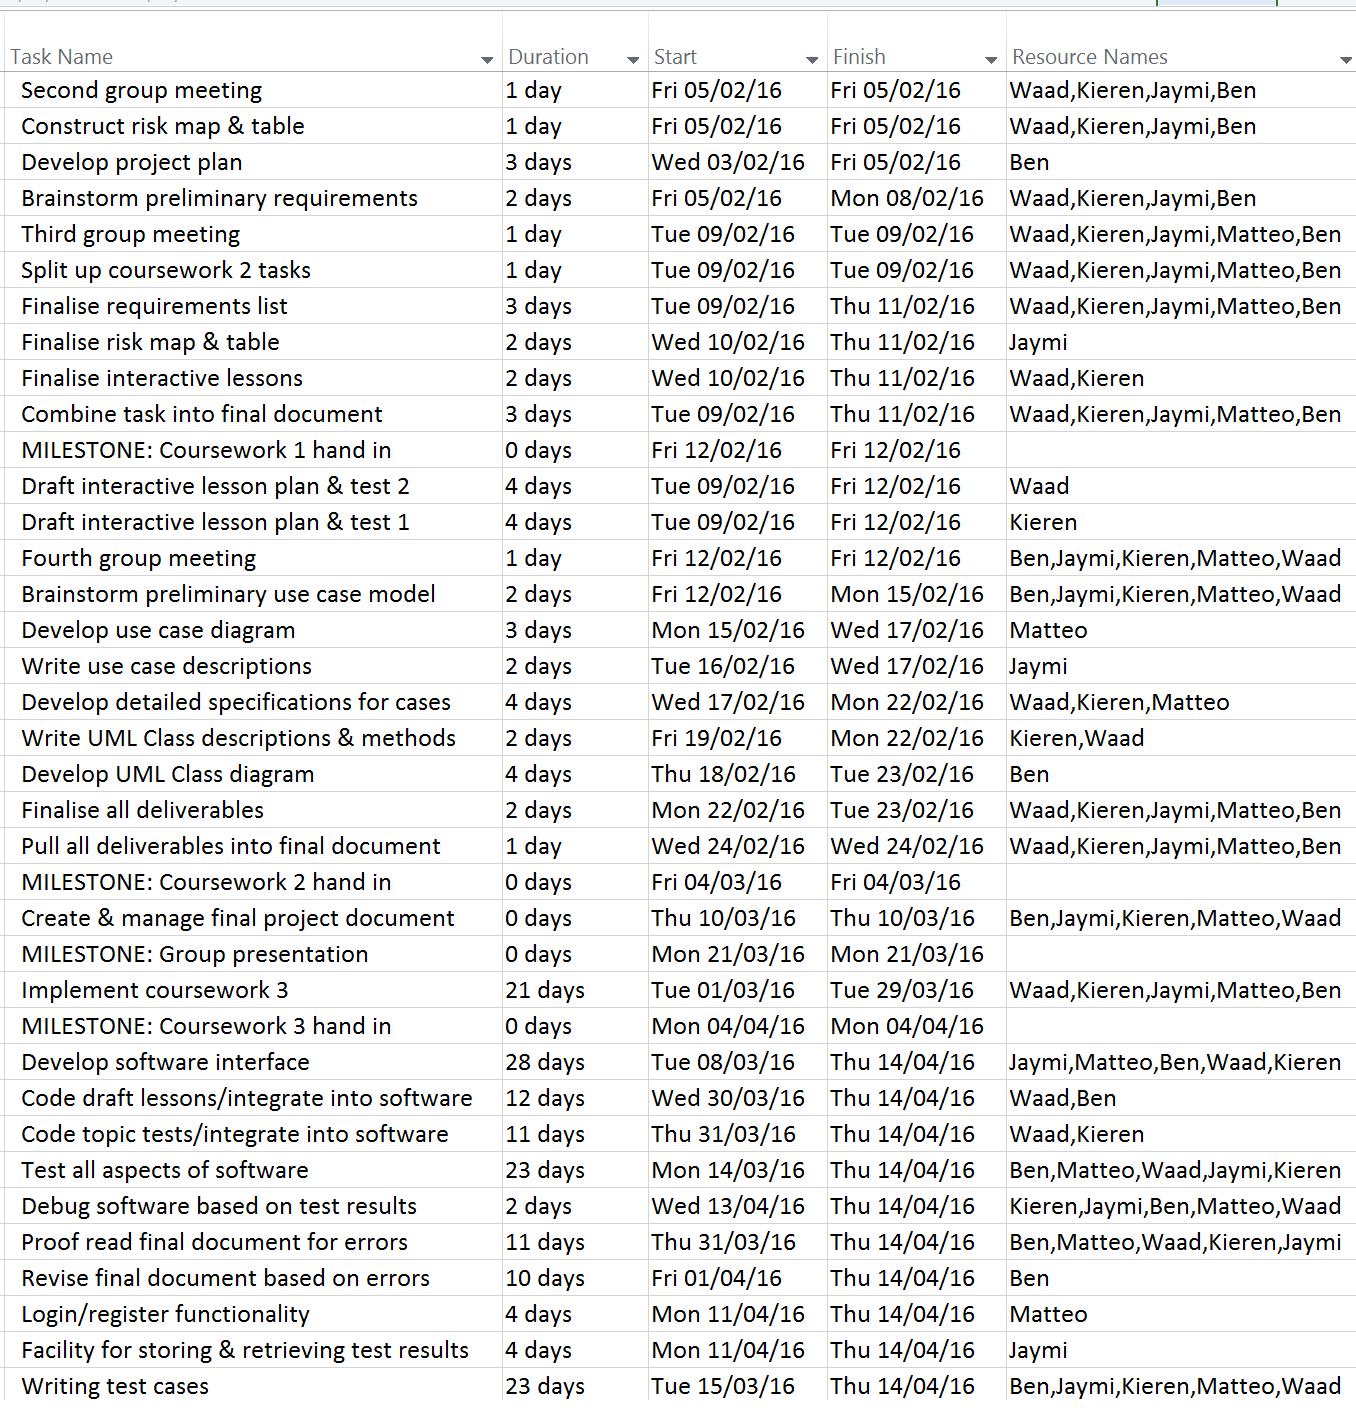 Task Name Duration Start Finish Resource Names
Second group meeting 1 day Fri 05/02/16 Fri 05/02/16 Waad,Kieren,Jaymi,Ben
Construct risk map & table 1 day Fri 05/02/16 Fri 05/02/16 Waad,Kieren,Jaymi,Ben
Develop project plan 3 days Wed 03/02/16 Fri 05/02/16 Ben
Brainstorm preliminary requirements 2 days Fri 05/02/16 Mon 08/02/16 Waad,Kieren,Jaymi,Ben
Third group meeting 1 day Tue 09/02/16 Tue 09/02/16 Waad,Kieren,Jaymi,Matteo,Ben
Split up coursework 2 tasks 1 day Tue 09/02/16 Tue 09/02/16 Waad,Kieren,Jaymi,Matteo,Ben
Finalise requirements list 3 days Tue 09/02/16 Thu 11/02/16 Waad,Kieren,Jaymi,Matteo,Ben
Finalise risk map & table 2 days Wed 10/02/16 Thu 11/02/16 Jaymi
Finalise interactive lessons 2 days Wed 10/02/16 Thu 11/02/16 Waad,Kieren
Combine task into final document 3 days Tue 09/02/16 Thu 11/02/16 Waad,Kieren,Jaymi,Matteo,Ben
MILESTONE: Coursework 1 hand in 0 days Fri 12/02/16 Fri 12/02/16
Draft interactive lesson plan & test 2 4 days Tue 09/02/16 Fri 12/02/16 Waad
Draft interactive lesson plan & test 1 4 days Tue 09/02/16 Fri 12/02/16 Kieren
Fourth group meeting 1 day Fri 12/02/16 Fri 12/02/16 Ben,Jaymi,Kieren,Matteo,Waad
Brainstorm preliminary use case model 2 days Fri 12/02/16 Mon 15/02/16 Ben,Jaymi,Kieren,Matteo,Waad
Develop use case diagram 3 days Mon 15/02/16 Wed 17/02/16 Matteo
Write use case descriptions 2 days Tue 16/02/16 Wed 17/02/16 Jaymi
Develop detailed specifications for cases 4 days Wed 17/02/16 Mon 22/02/16 Waad,Kieren,Matteo
Write UML Class descriptions & methods 2 days Fri 19/02/16 Mon 22/02/16 Kieren,Waad
Develop UML Class diagram 4 days Thu 18/02/16 Tue 23/02/16 Ben
Finalise all deliverables 2 days Mon 22/02/16 Tue 23/02/16 Waad,Kieren,Jaymi,Matteo,Ben
Pull all deliverables into final document 1 day Wed 24/02/16 Wed 24/02/16 Waad,Kieren,Jaymi,Matteo,Ben
MILESTONE: Coursework 2 hand in 0 days Fri 04/03/16 Fri 04/03/16
Create & manage final project document 0 days Thu 10/03/16 Thu 10/03/16 Ben,Jaymi,Kieren,Matteo,Waad
MILESTONE: Group presentation 0 days Mon 21/03/16 Mon 21/03/16
Implement coursework 3 21 days Tue 01/03/16 Tue 29/03/16 Waad,Kieren,Jaymi,Matteo,Ben
MILESTONE: Coursework 3 hand in 0 days Mon 04/04/16 Mon 04/04/16
Develop software interface 28 days Tue 08/03/16 Thu 14/04/16 Jaymi,Matteo,Ben,Waad,Kieren
Code draft lessons/integrate into software 12 days Wed 30/03/16 Thu 14/04/16 Waad,Ben
Code topic tests/integrate into software 11 days Thu 31/03/16 Thu 14/04/16 Waad,Kieren
Test all aspects of software 23 days Mon 14/03/16 Thu 14/04/16 Ben,Matteo,Waad,Jaymi,Kieren
Debug software based on test results 2 days Wed 13/04/16 Thu 14/04/16 Kieren,Jaymi,Ben,Matteo,Waad
Proof read final document for errors 11 days Thu 31/03/16 Thu 14/04/16 Ben,Matteo,Waad,Kieren,Jaymi
Revise final document based on errors 10 days Fri 01/04/16 Thu 14/04/16 Ben
Login/register functionality 4 days Mon 11/04/16 Thu 14/04/16 Matteo
Facility for storing & retrieving test results 4 days Mon 11/04/16 Thu 14/04/16 Jaymi
Writing test cases 23 days Tue 15/03/16 Thu 14/04/16 Ben,Jaymi,Kieren,Matteo,Waad